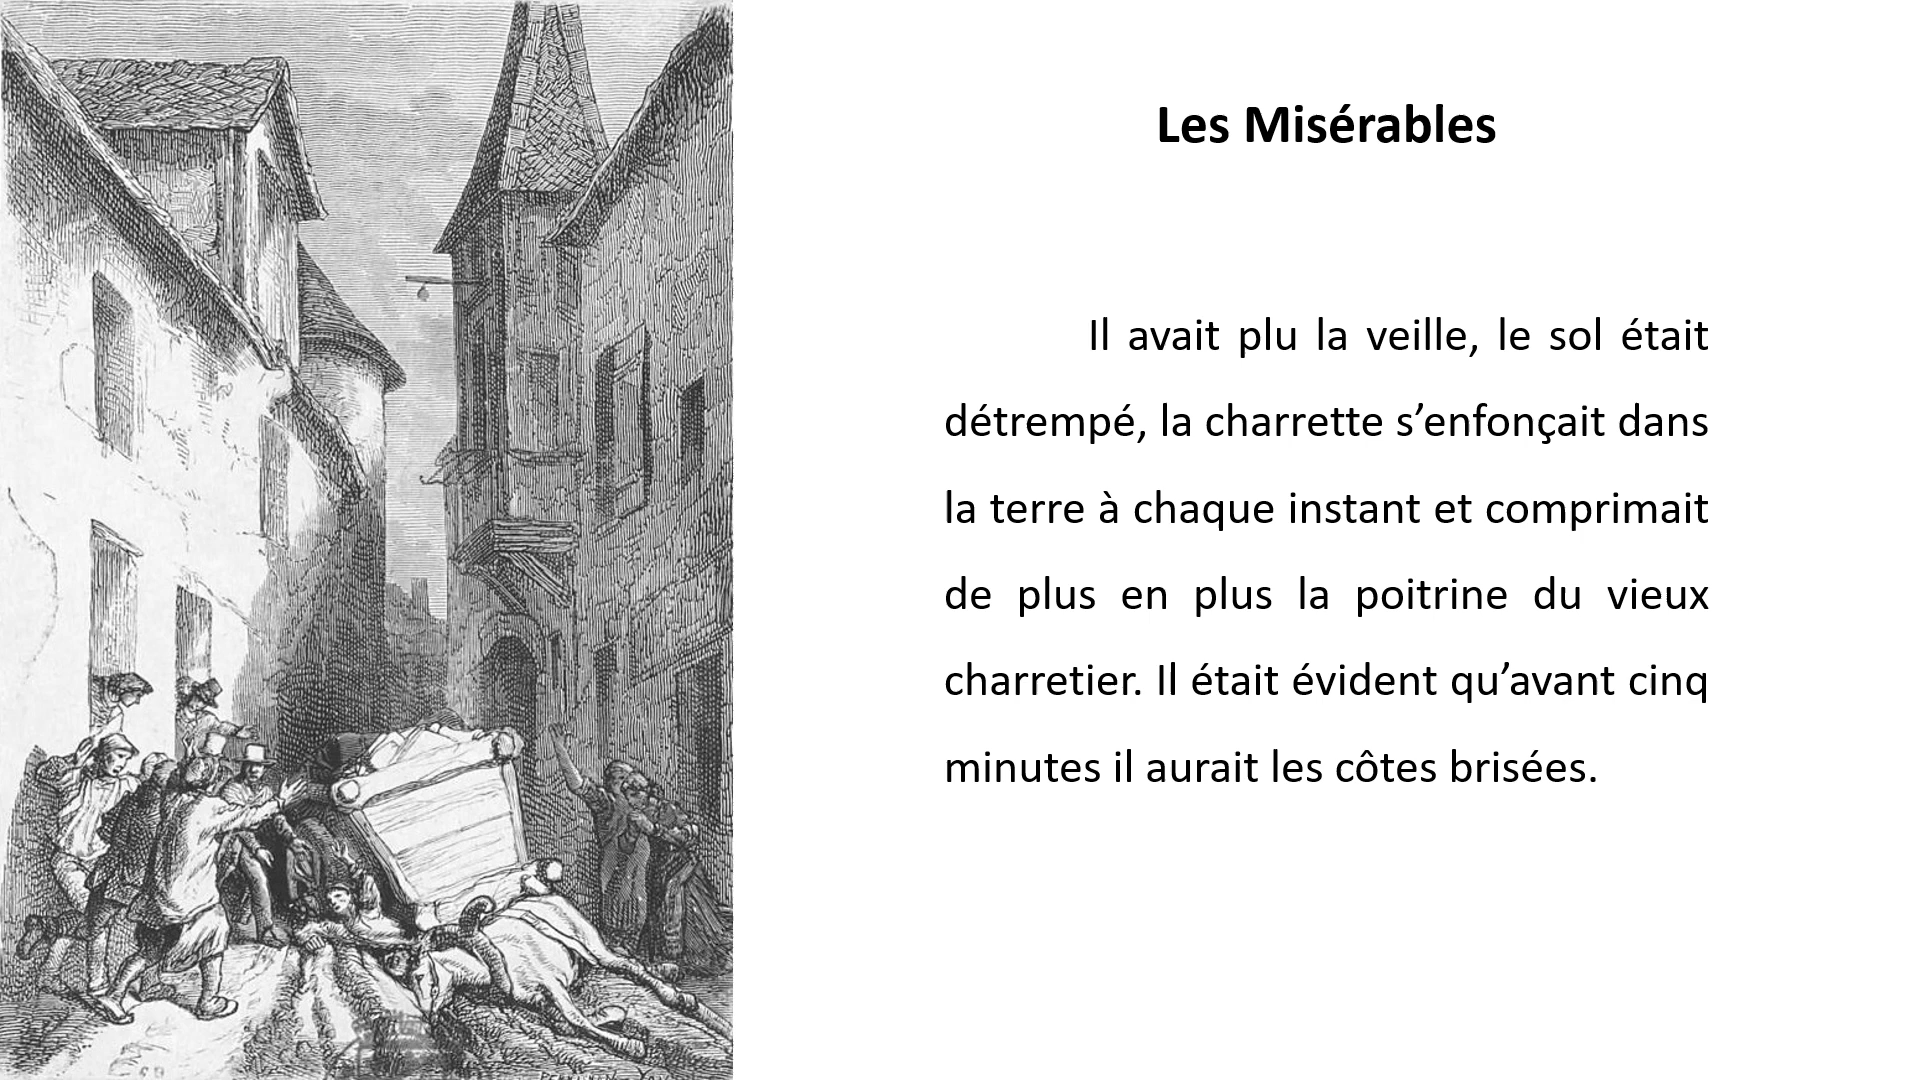 Les Misérables
Il avait plu la veille, le sol était
détrempé, la charrette s’enfonçait dans
la terre à chaque instant et comprimait
de plus en plus la poitrine du vieux
charretier. Il était évident qu’avant cinq
minutes il aurait les côtes brisées.